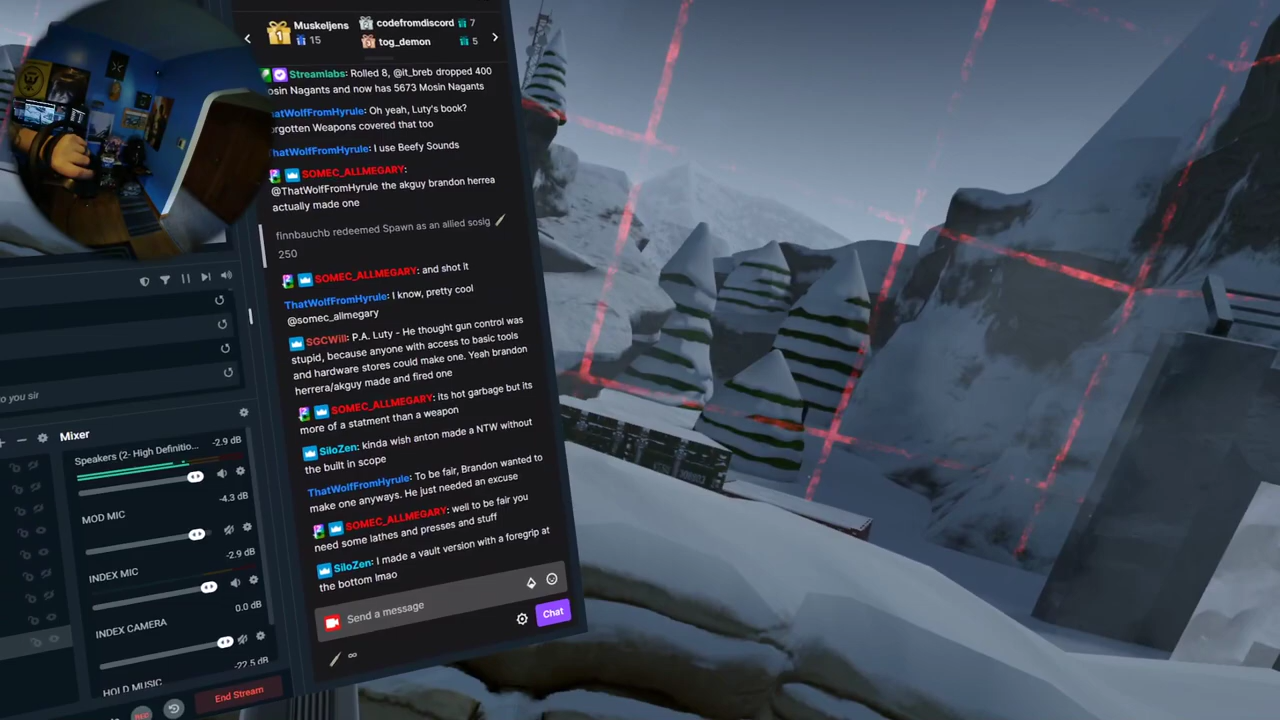 Muskeljens
15
codefromdiscord 7
tog_demon 5
Streamlabs: Rolled 8, @it_breb dropped 400
Mosin Nagants and now has 5673 Mosin Nagants
hatWolfFromHyrule: Oh yeah, Luty's book?
orgotten Weapons covered that too
hatWolfFromHyrule: I use Beefy Sounds
SOMEC_ALLMEGARY:
@ThatWolfFromHyrule the akguy brandon herrea
actually made one
finnbauchb redeemed Spawn as an allied sosig
250
SOMEC_ALLMEGARY: and shot it
ThatWolfFromHyrule: I know, pretty cool
@somec_allmegary
SGCWill: P.A. Luty - He thought gun control was
stupid, because anyone with access to basic tools
and hardware stores could make one. Yeah brandon
herrera/akguy made and fired one
SOMEC_ALLMEGARY: its hot garbage but its
more of a statment than a weapon
SiloZen: kinda wish anton made a NTW without
the built in scope
ThatWolfFromHyrule: To be fair, Brandon wanted to
make one anyways. He just needed an excuse
SOMEC_ALLMEGARY: well to be fair you
need some lathes and presses and stuff
SiloZen: I made a vault version with a foregrip at
the bottom lmao
Send a message
Chat
∞
o you sir
Mixer
Speakers (2- High Definitio... -2.9 dB
-4.3 dB
MOD MIC
-2.9 dB
INDEX MIC
0.0 dB
INDEX CAMERA
-22.5 dB
HOLD MUSIC
End Stream
REC